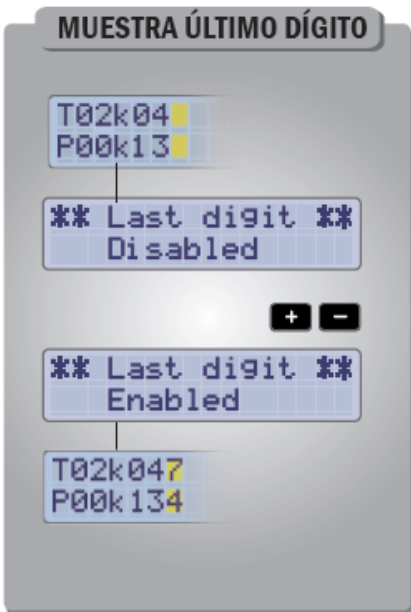 MUESTRA ÚLTIMO DÍGITO
T02k04
P00k13
** Last digit **
Disabled
+ -
** Last digit **
Enabled
T02k047
P00k134